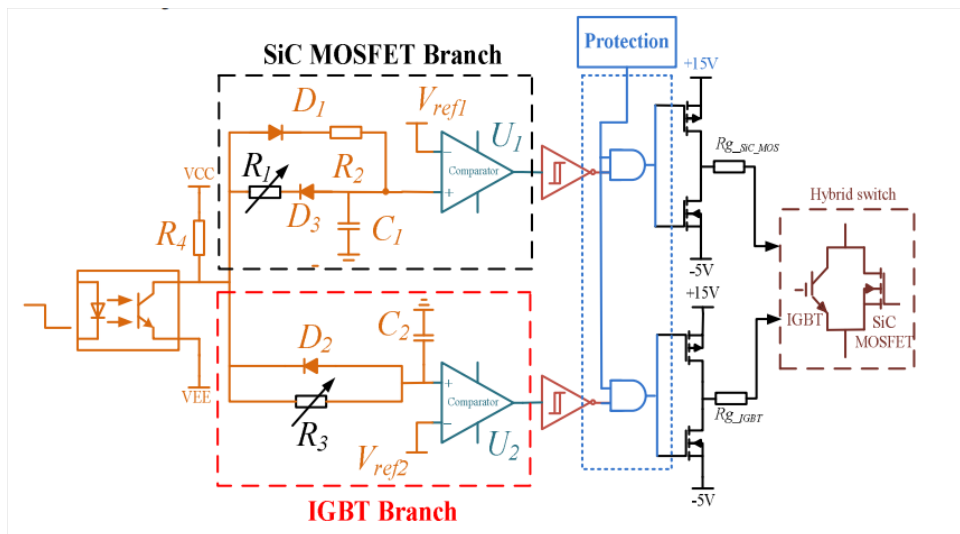 Protection
SiC MOSFET Branch
+15V
D1
Vref1
U1
Comparator
R1
R2
D3
C1
VCC
R4
Rg_SiC_MOS
Hybrid switch
-5V
+15V
IGBT
SiC
MOSFET
C2
D2
Comparator
VEE
R3
U2
Vref2
Rg_IGBT
-5V
IGBT Branch